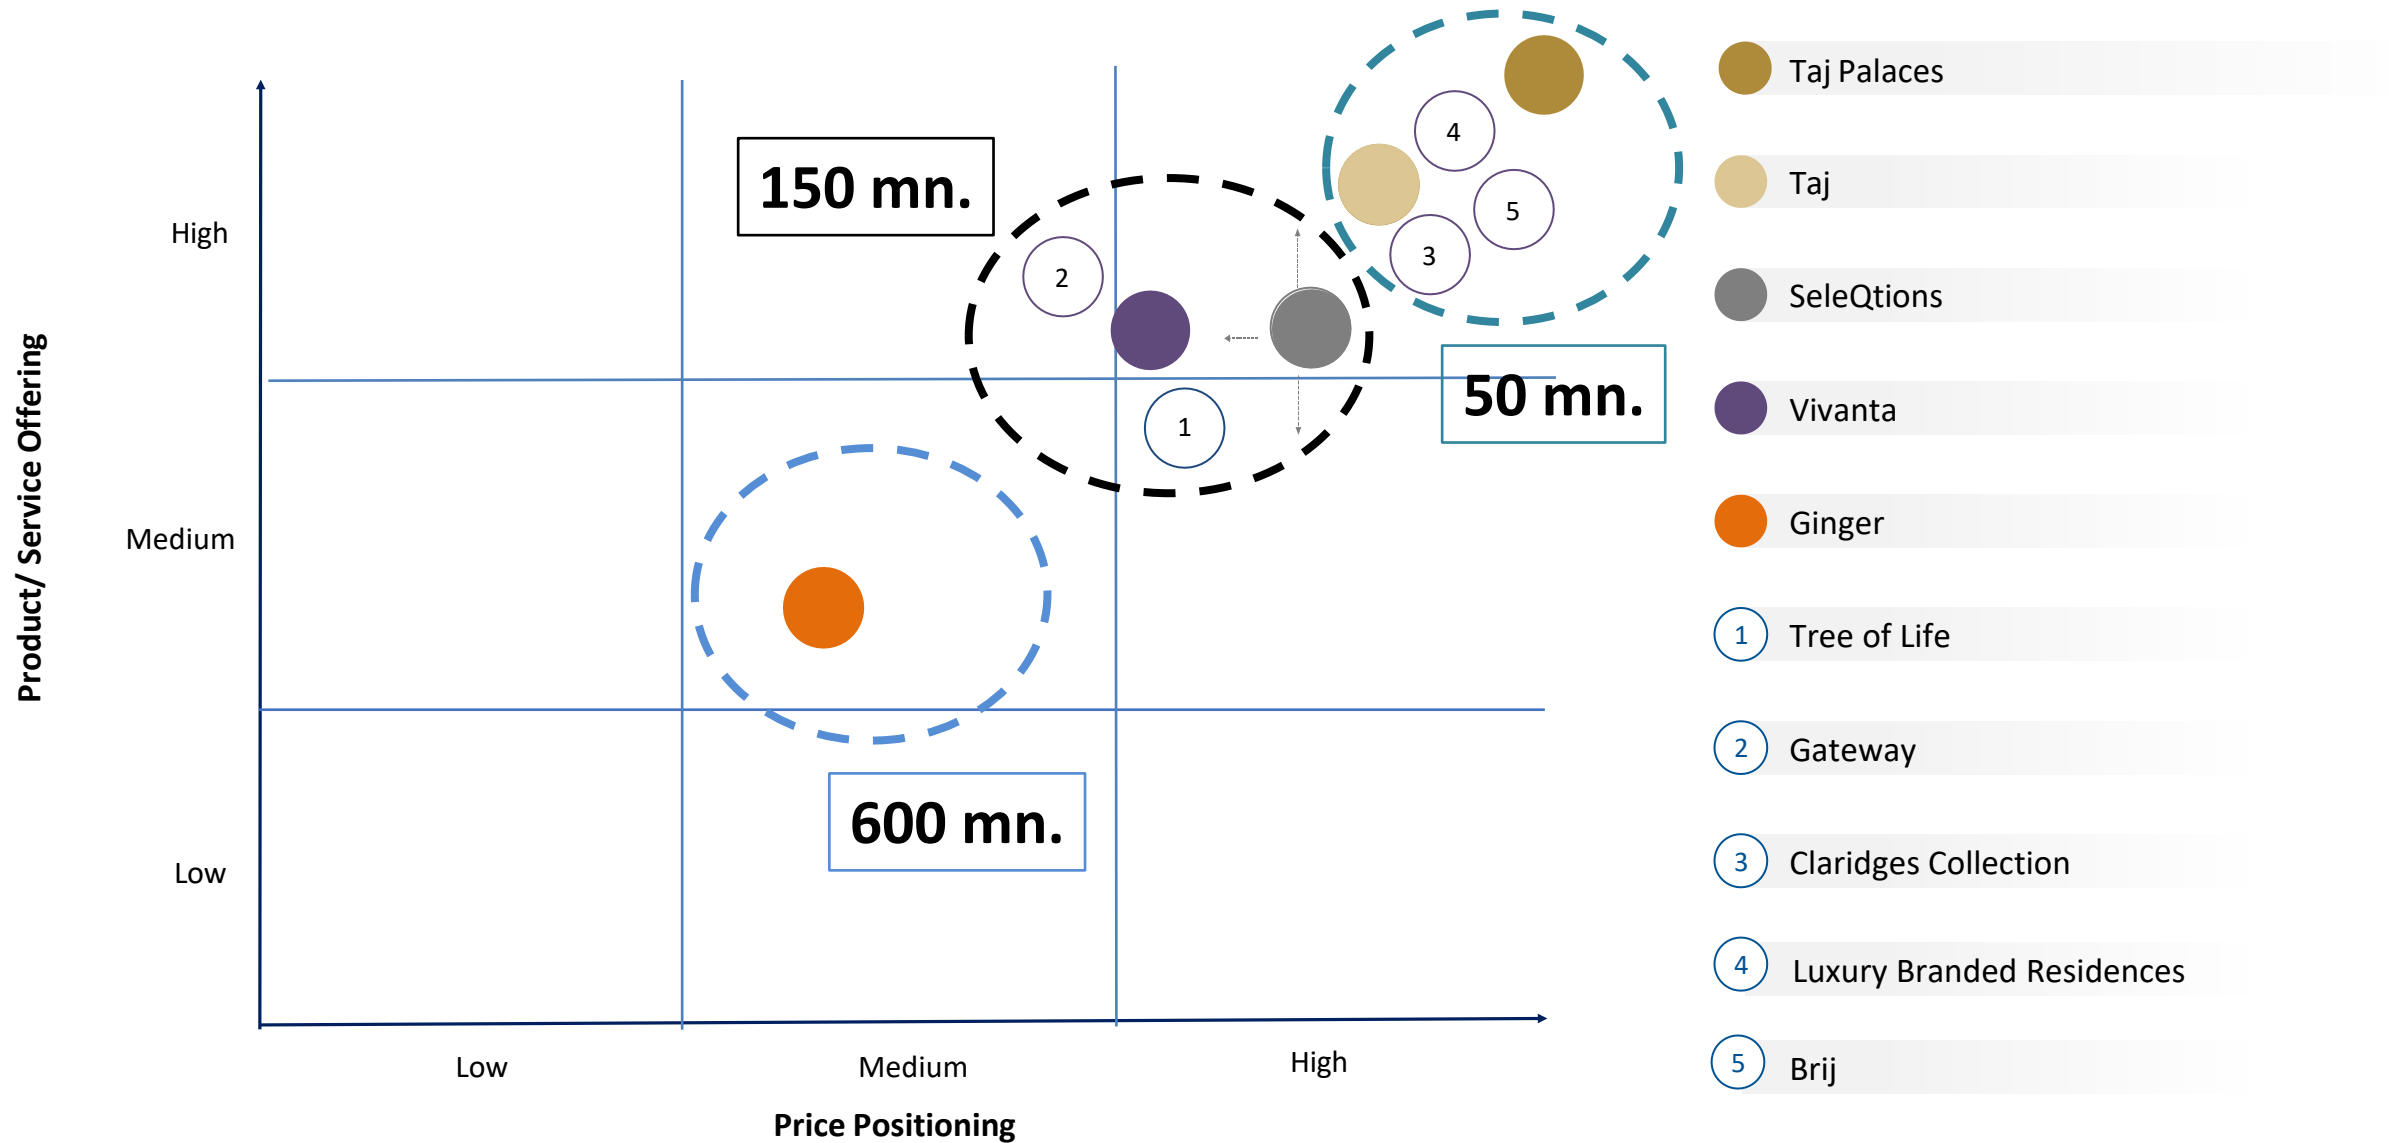 Product/ Service Offering
High
Medium
Low
150 mn.
50 mn.
600 mn.
4
5
3
2
1
Low
Medium
High
Price Positioning
Taj Palaces
Taj
SeleQtions
Vivanta
Ginger
1 Tree of Life
2 Gateway
3 Claridges Collection
4 Luxury Branded Residences
5 Brij